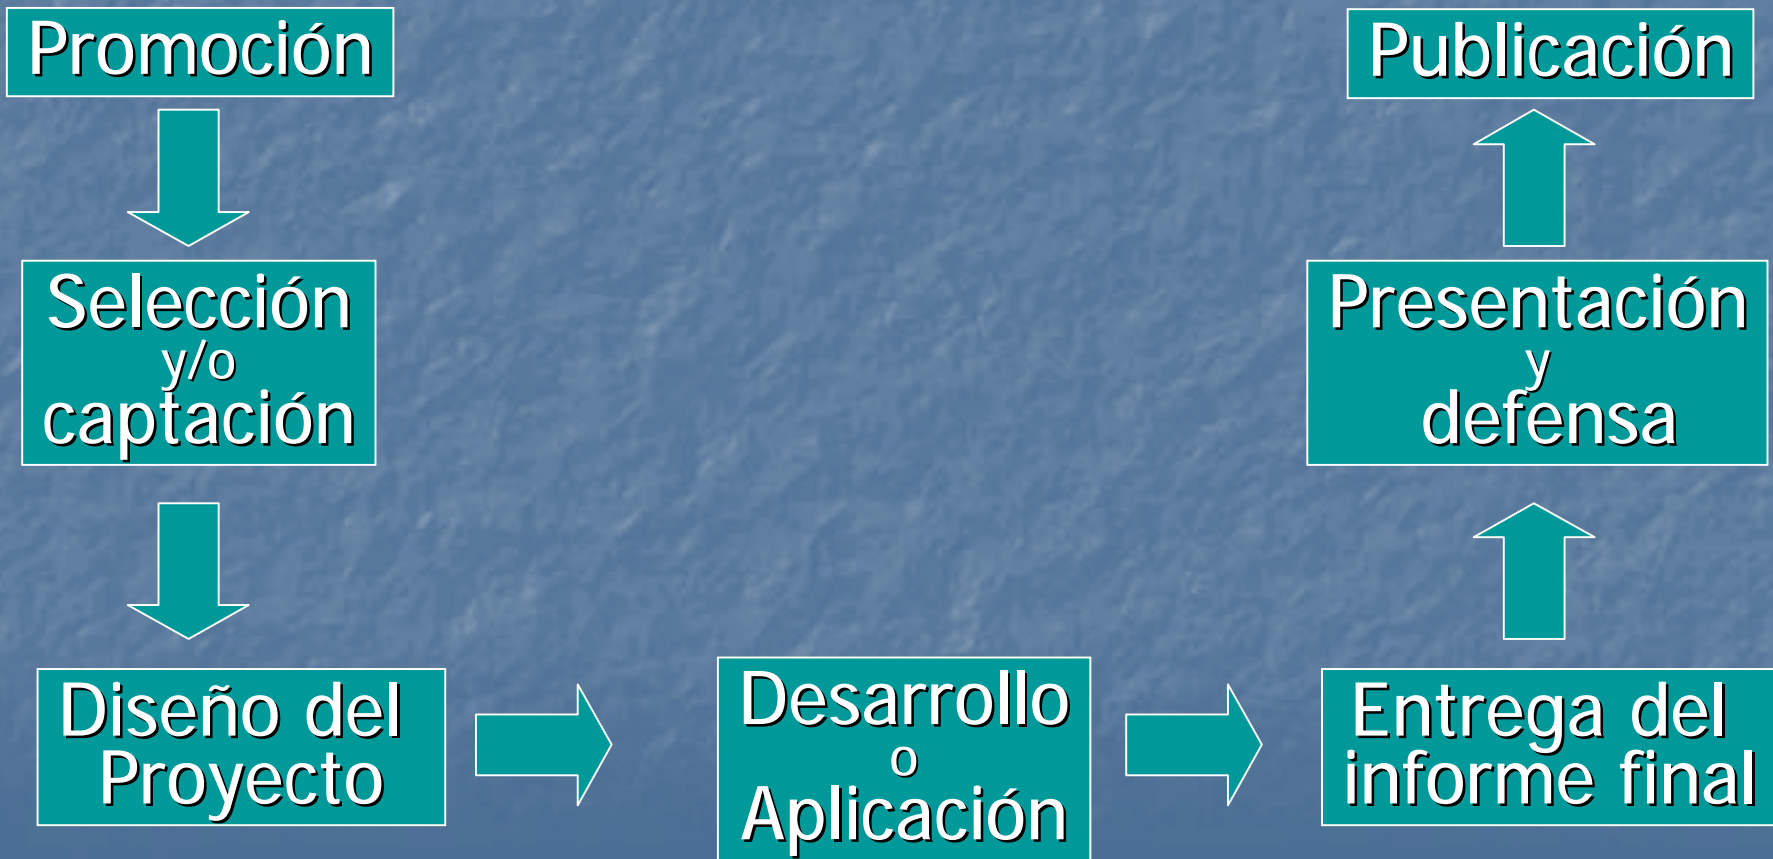 Promoción
Selección
y/o
captación
Diseño del
Proyecto
Desarrollo
o
Aplicación
Entrega del
informe final
Presentación
y
defensa
Publicación